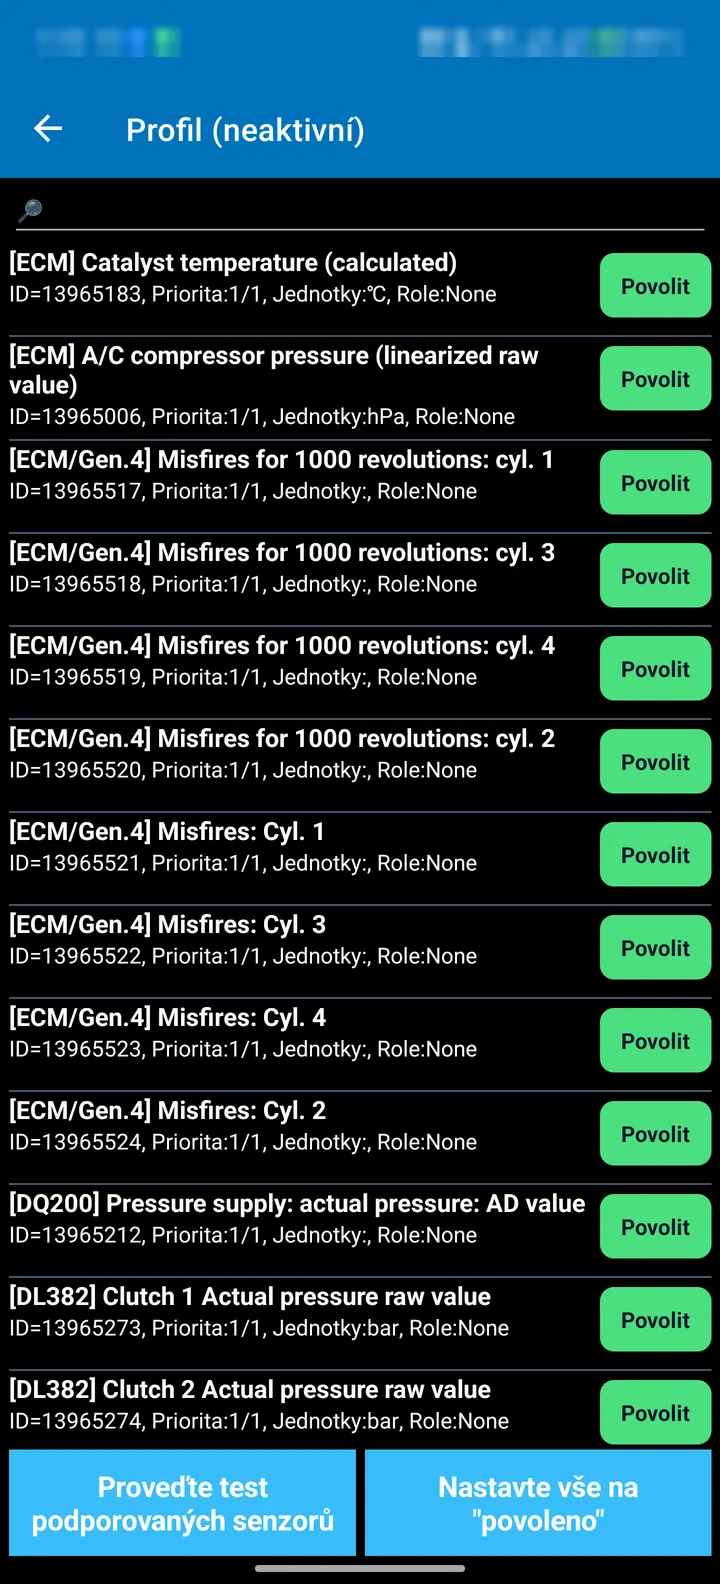 Profil (neaktivní)
[ECM] Catalyst temperature (calculated)
ID=13965183, Priorita:1/1, Jednotky:℃, Role:None
Povolit
[ECM] A/C compressor pressure (linearized raw
value)
ID=13965006, Priorita:1/1, Jednotky:hPa, Role:None
Povolit
[ECM/Gen.4] Misfires for 1000 revolutions: cyl. 1
ID=13965517, Priorita:1/1, Jednotky:, Role:None
Povolit
[ECM/Gen.4] Misfires for 1000 revolutions: cyl. 3
ID=13965518, Priorita:1/1, Jednotky:, Role:None
Povolit
[ECM/Gen.4] Misfires for 1000 revolutions: cyl. 4
ID=13965519, Priorita:1/1, Jednotky:, Role:None
Povolit
[ECM/Gen.4] Misfires for 1000 revolutions: cyl. 2
ID=13965520, Priorita:1/1, Jednotky:, Role:None
Povolit
[ECM/Gen.4] Misfires: Cyl. 1
ID=13965521, Priorita:1/1, Jednotky:, Role:None
Povolit
[ECM/Gen.4] Misfires: Cyl. 3
ID=13965522, Priorita:1/1, Jednotky:, Role:None
Povolit
[ECM/Gen.4] Misfires: Cyl. 4
ID=13965523, Priorita:1/1, Jednotky:, Role:None
Povolit
[ECM/Gen.4] Misfires: Cyl. 2
ID=13965524, Priorita:1/1, Jednotky:, Role:None
Povolit
[DQ200] Pressure supply: actual pressure: AD value
ID=13965212, Priorita:1/1, Jednotky:, Role:None
Povolit
[DL382] Clutch 1 Actual pressure raw value
ID=13965273, Priorita:1/1, Jednotky:bar, Role:None
Povolit
[DL382] Clutch 2 Actual pressure raw value
ID=13965274, Priorita:1/1, Jednotky:bar, Role:None
Povolit
Proveďte test
podporovaných senzorů
Nastavte vše na
"povoleno"